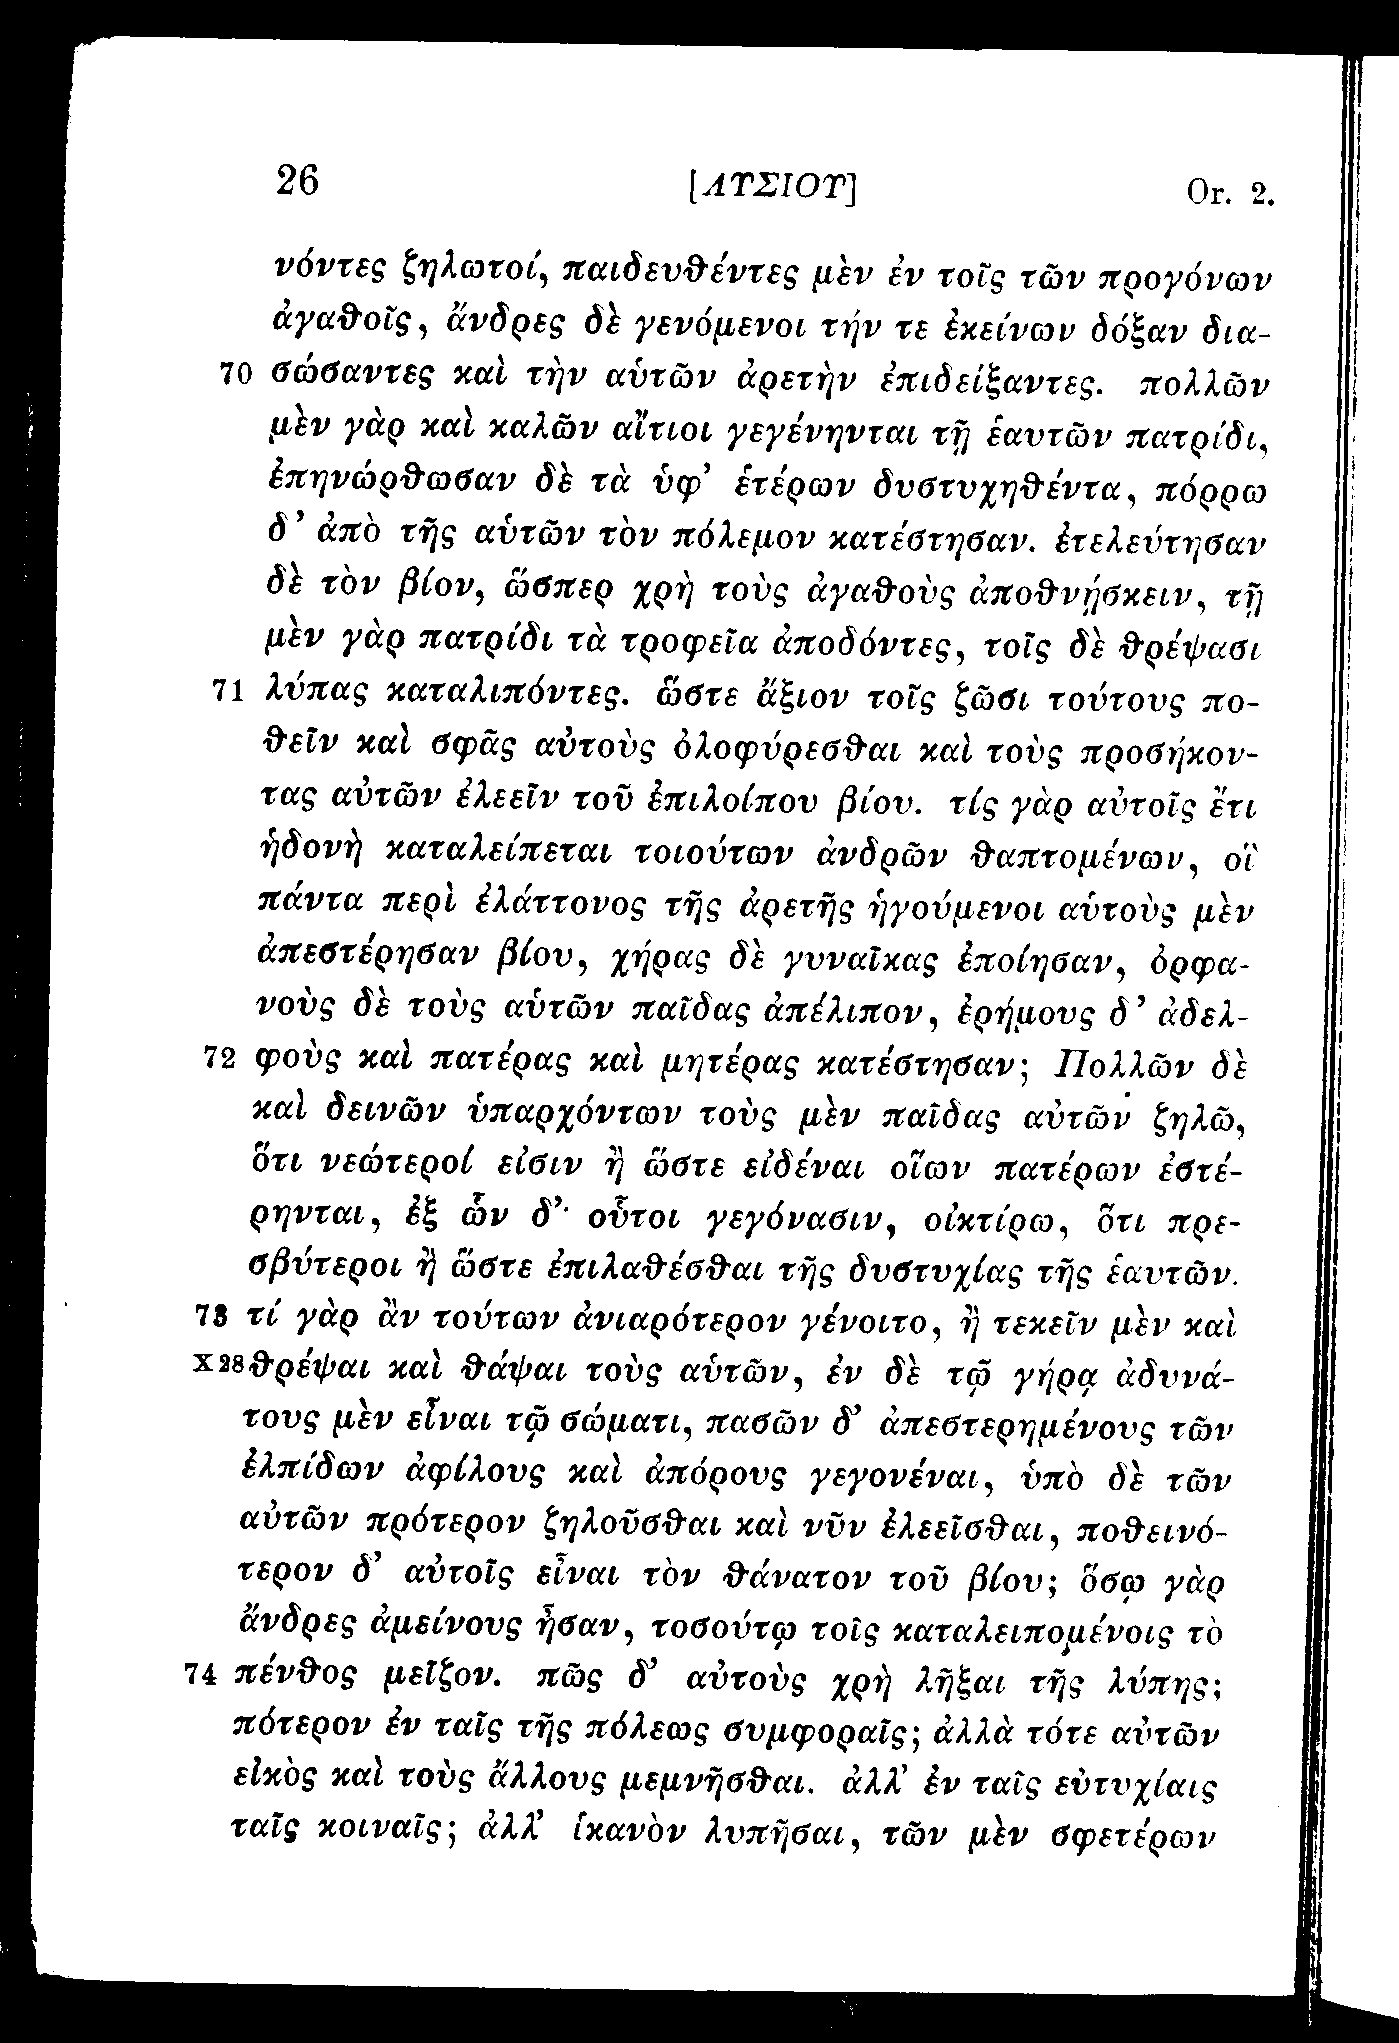 26 [ΛΥΣΙΟΥ] Or. 2.
νόντες ζηλωτοί, παιδευθέντες μὲν ἐν τοῖς τῶν προγόνων
ἀγαθοῖς, ἄνδρες δὲ γενόμενοι τήν τε ἐκείνων δόξαν δια-
70 σώσαντες καὶ τὴν αὑτῶν ἀρετὴν ἐπιδείξαντες. πολλῶν
μὲν γὰρ καὶ καλῶν αἴτιοι γεγένηνται τῇ ἑαυτῶν πατρίδι,
ἐπηνώρθωσαν δὲ τὰ ὑφ’ ἑτέρων δυστυχηθέντα, πόρρω
δ’ ἀπὸ τῆς αὑτῶν τὸν πόλεμον κατέστησαν. ἐτελεύτησαν
δὲ τὸν βίον, ὥσπερ χρὴ τοὺς ἀγαθοὺς ἀποθνῄσκειν, τῇ
μὲν γὰρ πατρίδι τὰ τροφεῖα ἀποδόντες, τοῖς δὲ θρέψασι
71 λύπας καταλιπόντες. ὥστε ἄξιον τοῖς ζῶσι τούτους πο-
θεῖν καὶ σφᾶς αὐτοὺς ὀλοφύρεσθαι καὶ τοὺς προσήκον-
τας αὐτῶν ἐλεεῖν τοῦ ἐπιλοίπου βίου. τίς γὰρ αὐτοῖς ἔτι
ἡδονὴ καταλείπεται τοιούτων ἀνδρῶν θαπτομένων, οἳ
πάντα περὶ ἐλάττονος τῆς ἀρετῆς ἡγούμενοι αὑτοὺς μὲν
ἀπεστέρησαν βίου, χήρας δὲ γυναῖκας ἐποίησαν, ὀρφα-
νοὺς δὲ τοὺς αὑτῶν παῖδας ἀπέλιπον, ἐρήμους δ’ ἀδελ-
72 φοὺς καὶ πατέρας καὶ μητέρας κατέστησαν; Πολλῶν δὲ
καὶ δεινῶν ὑπαρχόντων τοὺς μὲν παῖδας αὐτῶν ζηλῶ,
ὅτι νεώτεροί εἰσιν ἢ ὥστε εἰδέναι οἵων πατέρων ἐστέ-
ρηνται, ἐξ ὧν δ’ οὗτοι γεγόνασιν, οἰκτίρω, ὅτι πρε-
σβύτεροι ἢ ὥστε ἐπιλαθέσθαι τῆς δυστυχίας τῆς ἑαυτῶν.
73 τί γὰρ ἂν τούτων ἀνιαρότερον γένοιτο, ἢ τεκεῖν μὲν καὶ
X 28 θρέψαι καὶ θάψαι τοὺς αὑτῶν, ἐν δὲ τῷ γήρᾳ ἀδυνά-
τους μὲν εἶναι τῷ σώματι, πασῶν δ’ ἀπεστερημένους τῶν
ἐλπίδων ἀφίλους καὶ ἀπόρους γεγονέναι, ὑπὸ δὲ τῶν
αὐτῶν πρότερον ζηλοῦσθαι καὶ νῦν ἐλεεῖσθαι, ποθεινό-
τερον δ’ αὐτοῖς εἶναι τὸν θάνατον τοῦ βίου; ὅσῳ γὰρ
ἄνδρες ἀμείνους ἦσαν, τοσούτῳ τοῖς καταλειπομένοις τὸ
74 πένθος μεῖζον. πῶς δ’ αὐτοὺς χρὴ λῆξαι τῆς λύπης;
πότερον ἐν ταῖς τῆς πόλεως συμφοραῖς; ἀλλὰ τότε αὐτῶν
εἰκὸς καὶ τοὺς ἄλλους μεμνῆσθαι. ἀλλ’ ἐν ταῖς εὐτυχίαις
ταῖς κοιναῖς; ἀλλ’ ἱκανὸν λυπῆσαι, τῶν μὲν σφετέρων